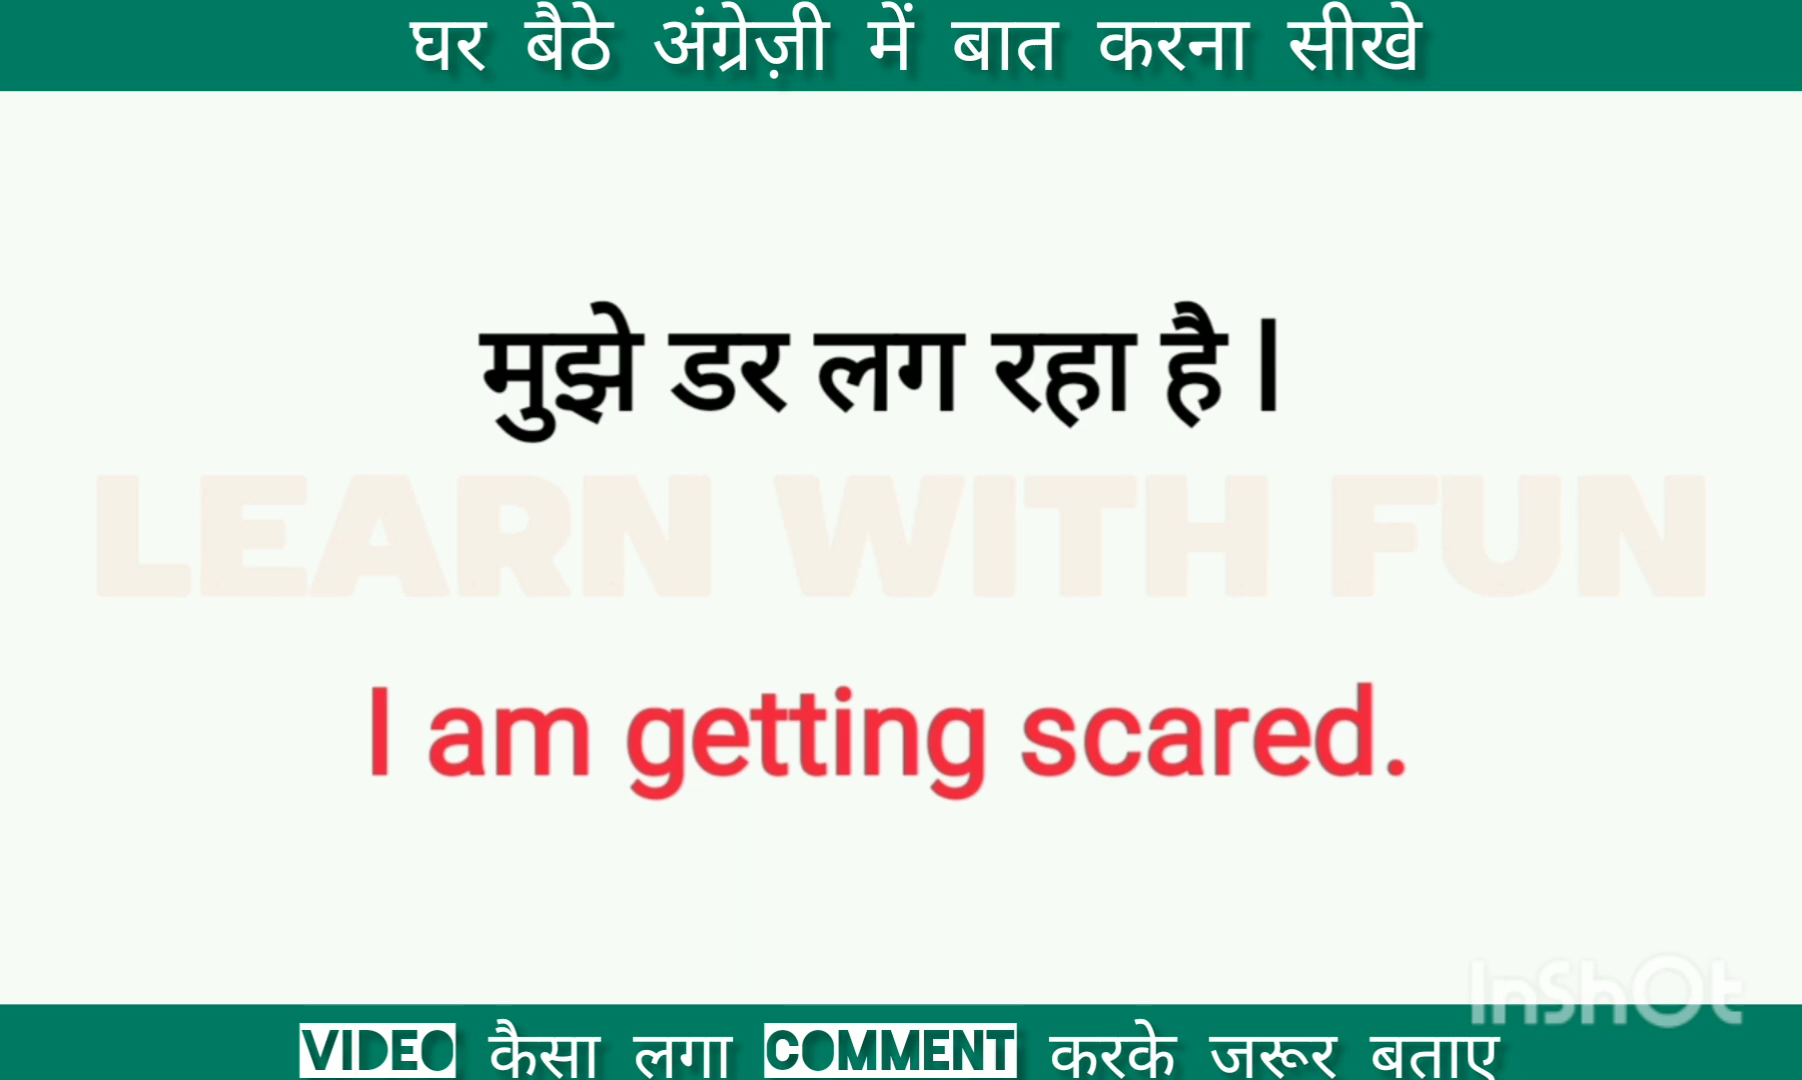 घर बैठे अंग्रेज़ी में बात करना सीखे
मुझे डर लग रहा है l
LEARN WITH FUN
I am getting scared.
InShOt
VIDEO कैसा लगा COMMENT करके जरूर बताए